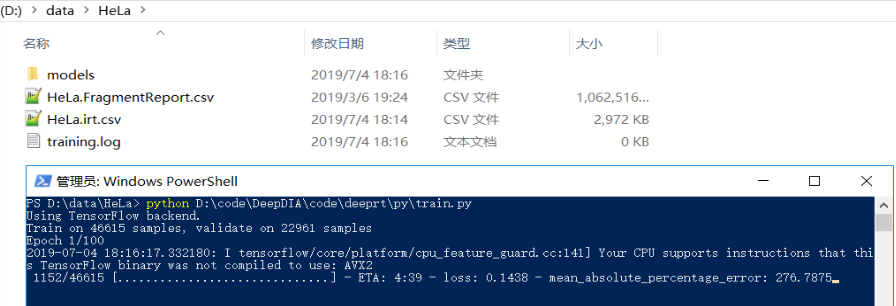 (D:) > data > HeLa >
名称 修改日期 类型 大小
models 2019/7/4 18:16 文件夹
HeLa.FragmentReport.csv 2019/3/6 19:24 CSV 文件 1,062,516...
HeLa.irt.csv 2019/7/4 18:14 CSV 文件 2,972 KB
training.log 2019/7/4 18:16 文本文档 0 KB
管理员: Windows PowerShell
PS D:\data\HeLa> python D:\code\DeepDIA\code\deeprt\py\train.py
Using TensorFlow backend.
Train on 46615 samples, validate on 22961 samples
Epoch 1/100
2019-07-04 18:16:17.332180: I tensorflow/core/platform/cpu_feature_guard.cc:141] Your CPU supports instructions that thi
s TensorFlow binary was not compiled to use: AVX2
1152/46615 [..............................] - ETA: 4:39 - loss: 0.1438 - mean_absolute_percentage_error: 276.7875